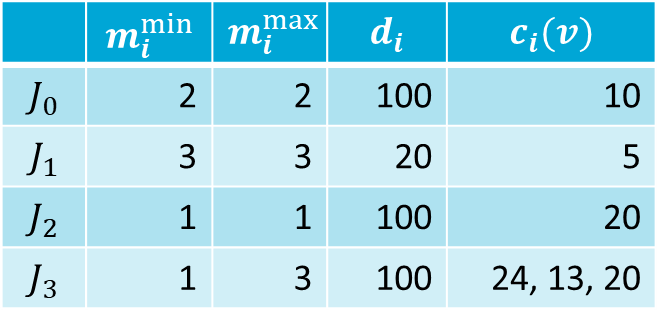 m_i^min m_i^max d_i c_i(v)
J_0 2 2 100 10
J_1 3 3 20 5
J_2 1 1 100 20
J_3 1 3 100 24, 13, 20